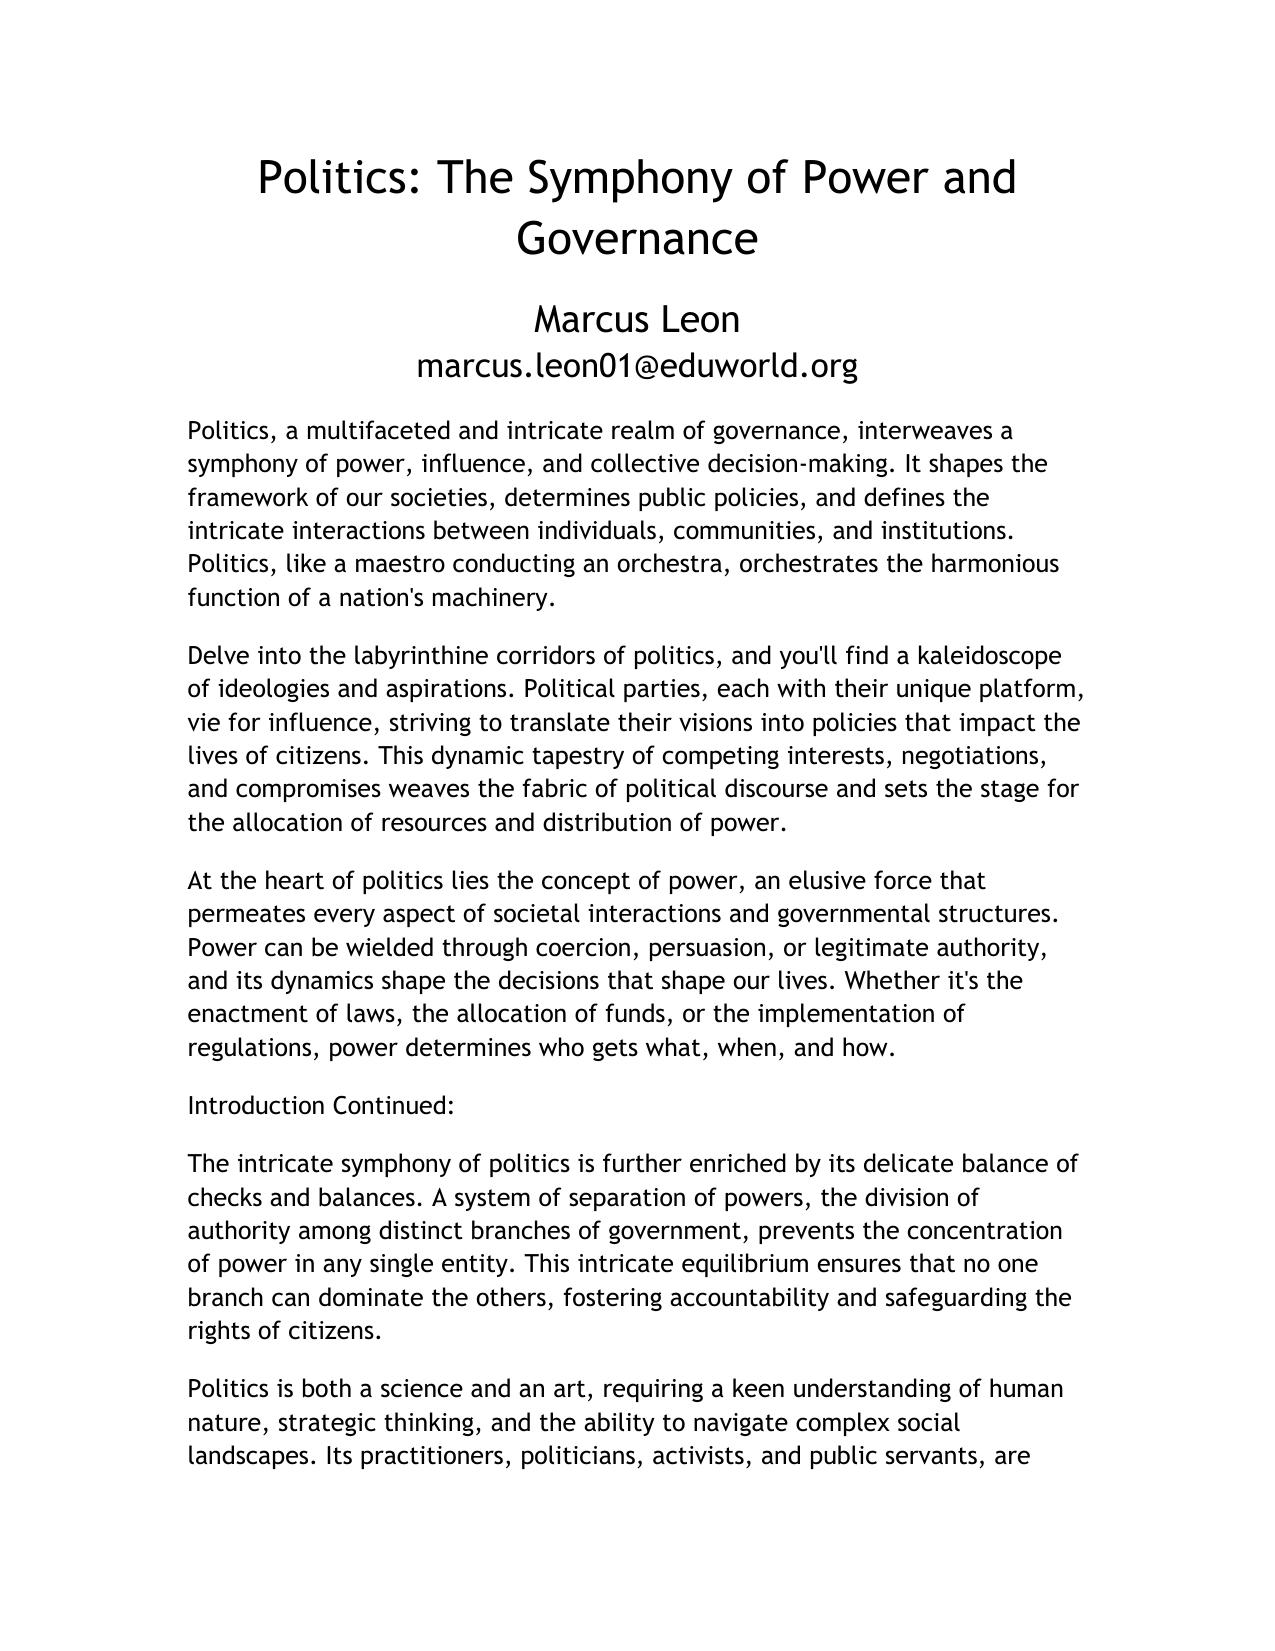 Politics: The Symphony of Power and
Governance
Marcus Leon
marcus.leon01@eduworld.org
Politics, a multifaceted and intricate realm of governance, interweaves a
symphony of power, influence, and collective decision-making. It shapes the
framework of our societies, determines public policies, and defines the
intricate interactions between individuals, communities, and institutions.
Politics, like a maestro conducting an orchestra, orchestrates the harmonious
function of a nation's machinery.
Delve into the labyrinthine corridors of politics, and you'll find a kaleidoscope
of ideologies and aspirations. Political parties, each with their unique platform,
vie for influence, striving to translate their visions into policies that impact the
lives of citizens. This dynamic tapestry of competing interests, negotiations,
and compromises weaves the fabric of political discourse and sets the stage for
the allocation of resources and distribution of power.
At the heart of politics lies the concept of power, an elusive force that
permeates every aspect of societal interactions and governmental structures.
Power can be wielded through coercion, persuasion, or legitimate authority,
and its dynamics shape the decisions that shape our lives. Whether it's the
enactment of laws, the allocation of funds, or the implementation of
regulations, power determines who gets what, when, and how.
Introduction Continued:
The intricate symphony of politics is further enriched by its delicate balance of
checks and balances. A system of separation of powers, the division of
authority among distinct branches of government, prevents the concentration
of power in any single entity. This intricate equilibrium ensures that no one
branch can dominate the others, fostering accountability and safeguarding the
rights of citizens.
Politics is both a science and an art, requiring a keen understanding of human
nature, strategic thinking, and the ability to navigate complex social
landscapes. Its practitioners, politicians, activists, and public servants, are